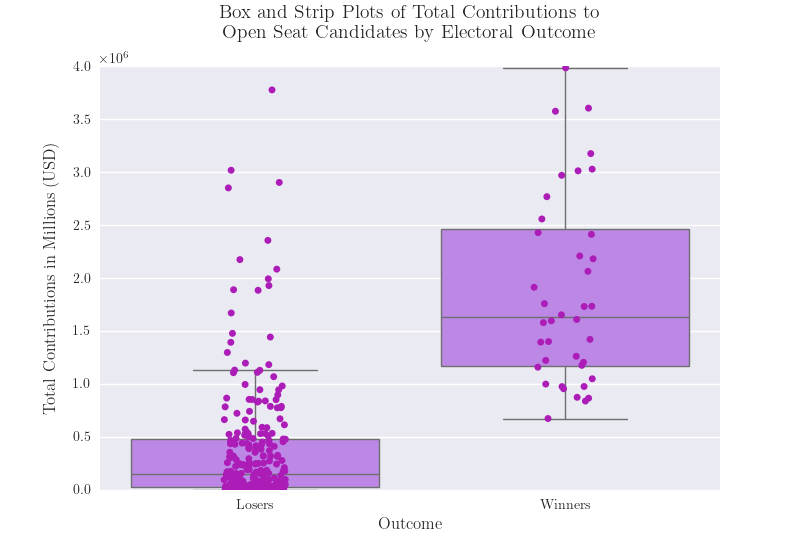 Box and Strip Plots of Total Contributions to
Open Seat Candidates by Electoral Outcome
×10⁶
4.0
3.5
3.0
2.5
2.0
1.5
1.0
0.5
0.0
Total Contributions in Millions (USD)
Losers Winners
Outcome